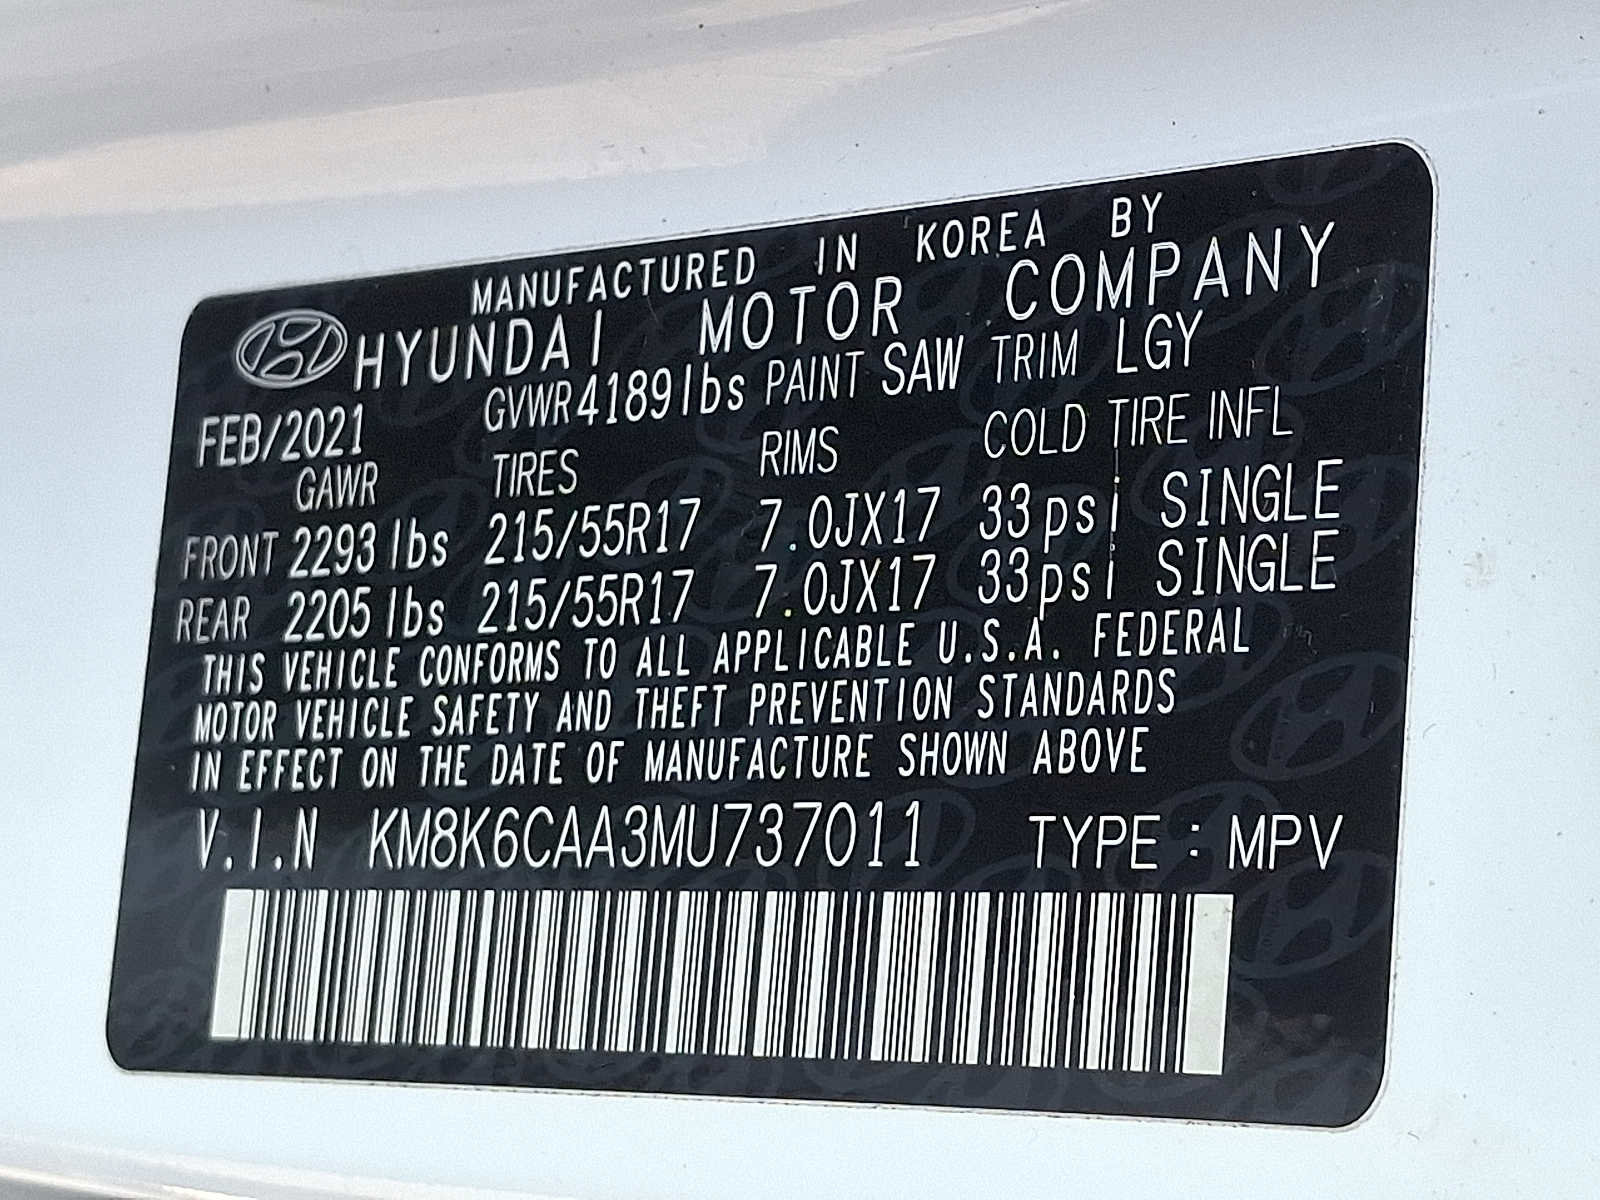 MANUFACTURED IN KOREA BY
HYUNDAI MOTOR COMPANY
FEB/2021 GVWR 4189lbs PAINT SAW TRIM LGY
GAWR TIRES RIMS COLD TIRE INFL
FRONT 2293 lbs 215/55R17 7.0JX17 33psi SINGLE
REAR 2205 lbs 215/55R17 7.0JX17 33psi SINGLE
THIS VEHICLE CONFORMS TO ALL APPLICABLE U.S.A. FEDERAL
MOTOR VEHICLE SAFETY AND THEFT PREVENTION STANDARDS
IN EFFECT ON THE DATE OF MANUFACTURE SHOWN ABOVE
V.I.N KM8K6CAA3MU737011 TYPE : MPV